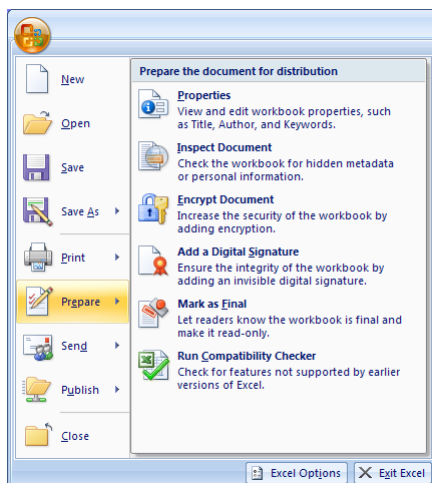 New
Open
Save
Save As
Print
Prepare
Send
Publish
Close
Prepare the document for distribution
Properties
View and edit workbook properties, such
as Title, Author, and Keywords.
Inspect Document
Check the workbook for hidden metadata
or personal information.
Encrypt Document
Increase the security of the workbook by
adding encryption.
Add a Digital Signature
Ensure the integrity of the workbook by
adding an invisible digital signature.
Mark as Final
Let readers know the workbook is final and
make it read-only.
Run Compatibility Checker
Check for features not supported by earlier
versions of Excel.
Excel Options
Exit Excel